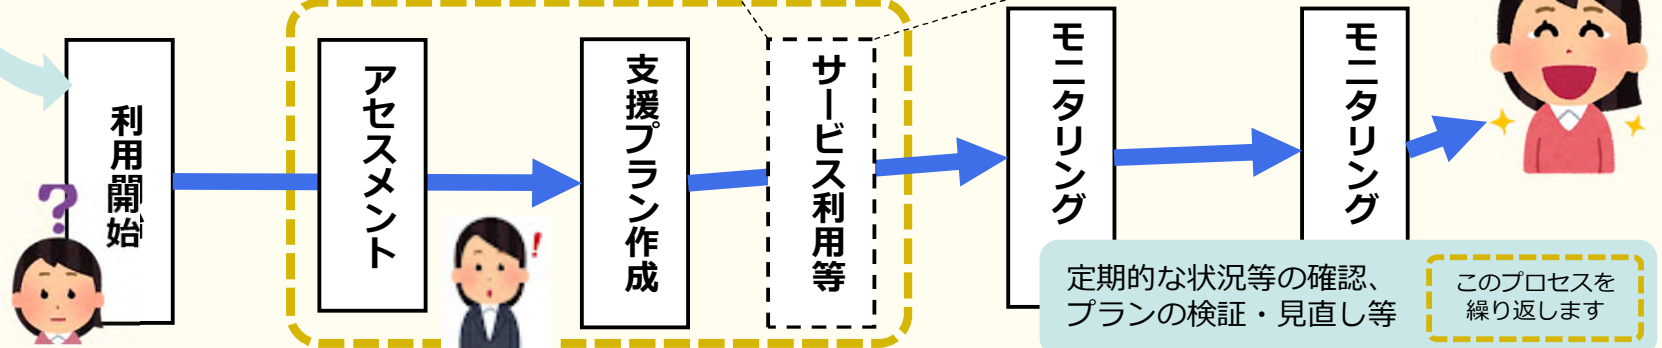 利用開始
?
アセスメント
!
支援プラン作成
サービス利用等
モニタリング
モニタリング
定期的な状況等の確認、
プランの検証・見直し等
このプロセスを
繰り返します